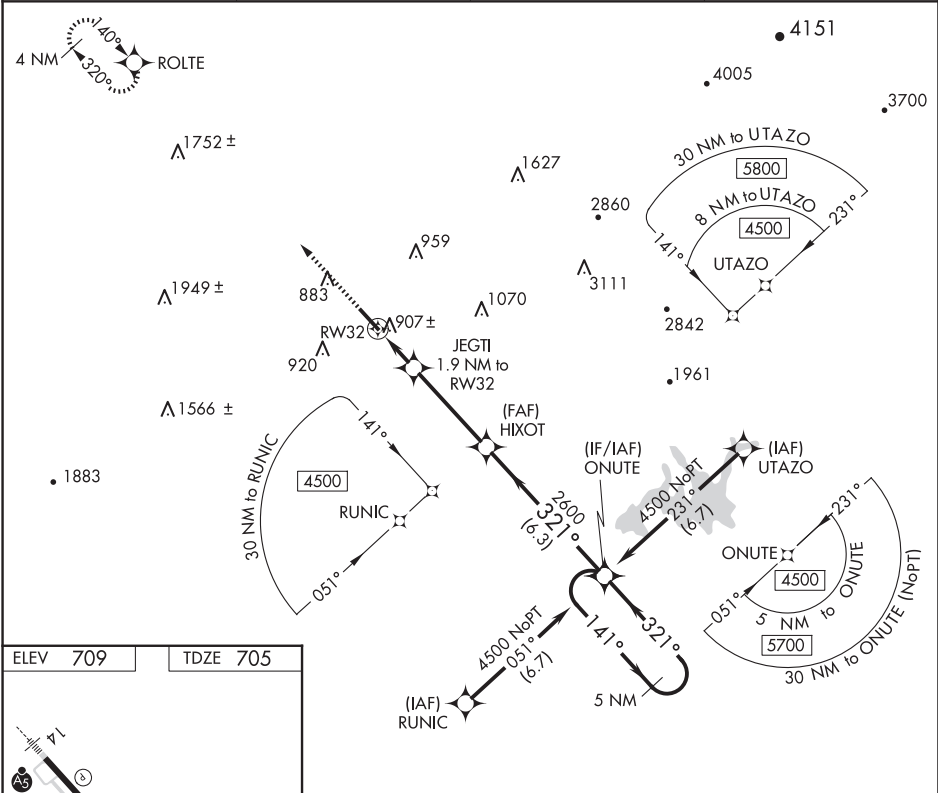 140°
4 NM
320°
ROLTE
4151
4005
3700
1752 ±
1627
30 NM to UTAZO
5800
8 NM to UTAZO
4500
231°
141°
UTAZO
2860
959
3111
1949 ±
883
1070
2842
RW32
907 ±
920
JEGTI
1.9 NM to
RW32
1961
1566 ±
(FAF)
HIXOT
(IF/IAF)
ONUTE
(IAF)
UTAZO
1883
30 NM to RUNIC
141°
4500
RUNIC
051°
2600
321°
(6.3)
4500 NoPT
231°
(6.7)
231°
ONUTE
4500
051°
5 NM to ONUTE
5700
30 NM to ONUTE (NoPT)
4500 NoPT
051°
(6.7)
141°
321°
5 NM
(IAF)
RUNIC
ELEV 709
TDZE 705
14
A5
P